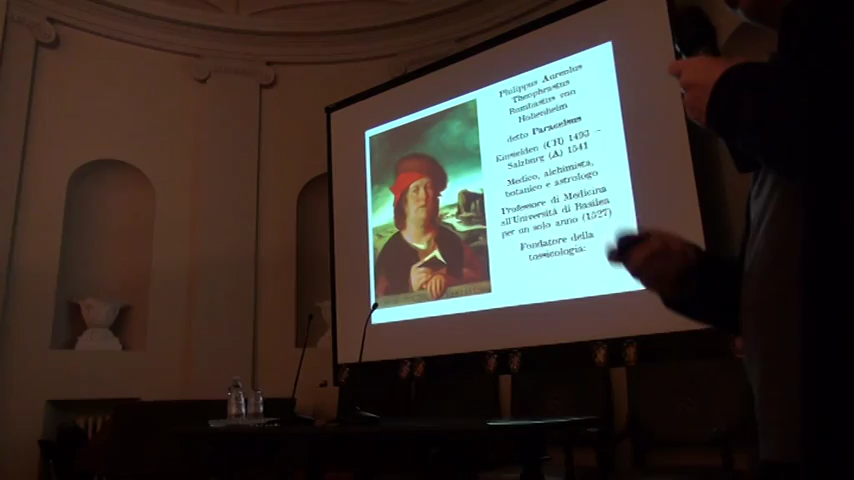 Philippus Aureolus
Theophrastus
Bombastus von
Hohenheim
detto Paracelsus
Einsiedeln (CH) 1493 –
Salzburg (A) 1541
Medico, alchimista,
botanico e astrologo
Professore di Medicina
all'Università di Basilea
per un solo anno (1527)
Fondatore della
tossicologia: